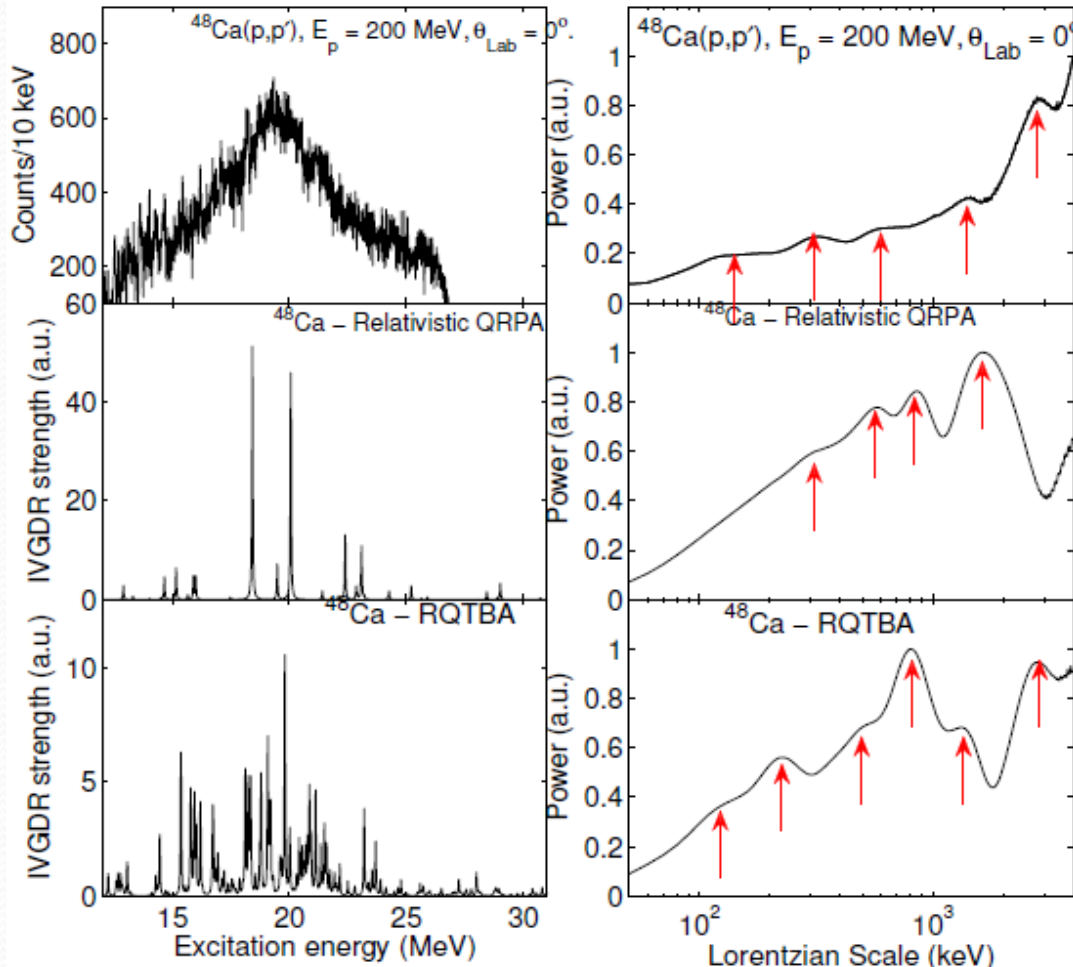 ⁴⁸Ca(p,p′), E_p = 200 MeV, θ_Lab = 0°.
Counts/10 keV
800
600
400
200
60
⁴⁸Ca(p,p′), E_p = 200 MeV, θ_Lab = 0°
Power (a.u.)
1
0.8
0.6
0.4
0.2
0
⁴⁸Ca – Relativistic QRPA
IVGDR strength (a.u.)
40
20
0
⁴⁸Ca – Relativistic QRPA
Power (a.u.)
1
0.8
0.6
0.4
0.2
0
⁴⁸Ca – RQTBA
IVGDR strength (a.u.)
10
5
0
15 20 25 30
Excitation energy (MeV)
⁴⁸Ca – RQTBA
Power (a.u.)
1
0.8
0.6
0.4
0.2
0
10² 10³
Lorentzian Scale (keV)